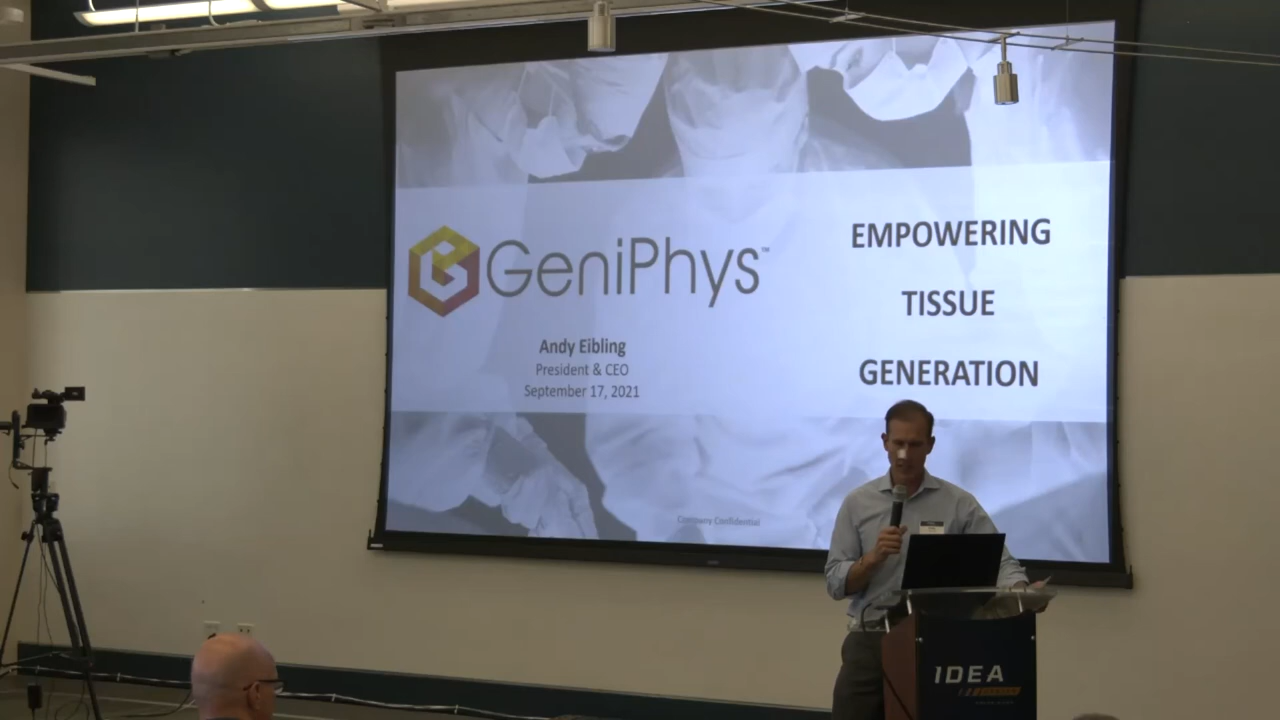 GeniPhys™
Andy Eibling
President & CEO
September 17, 2021
EMPOWERING
TISSUE
GENERATION
Company Confidential
IDEA